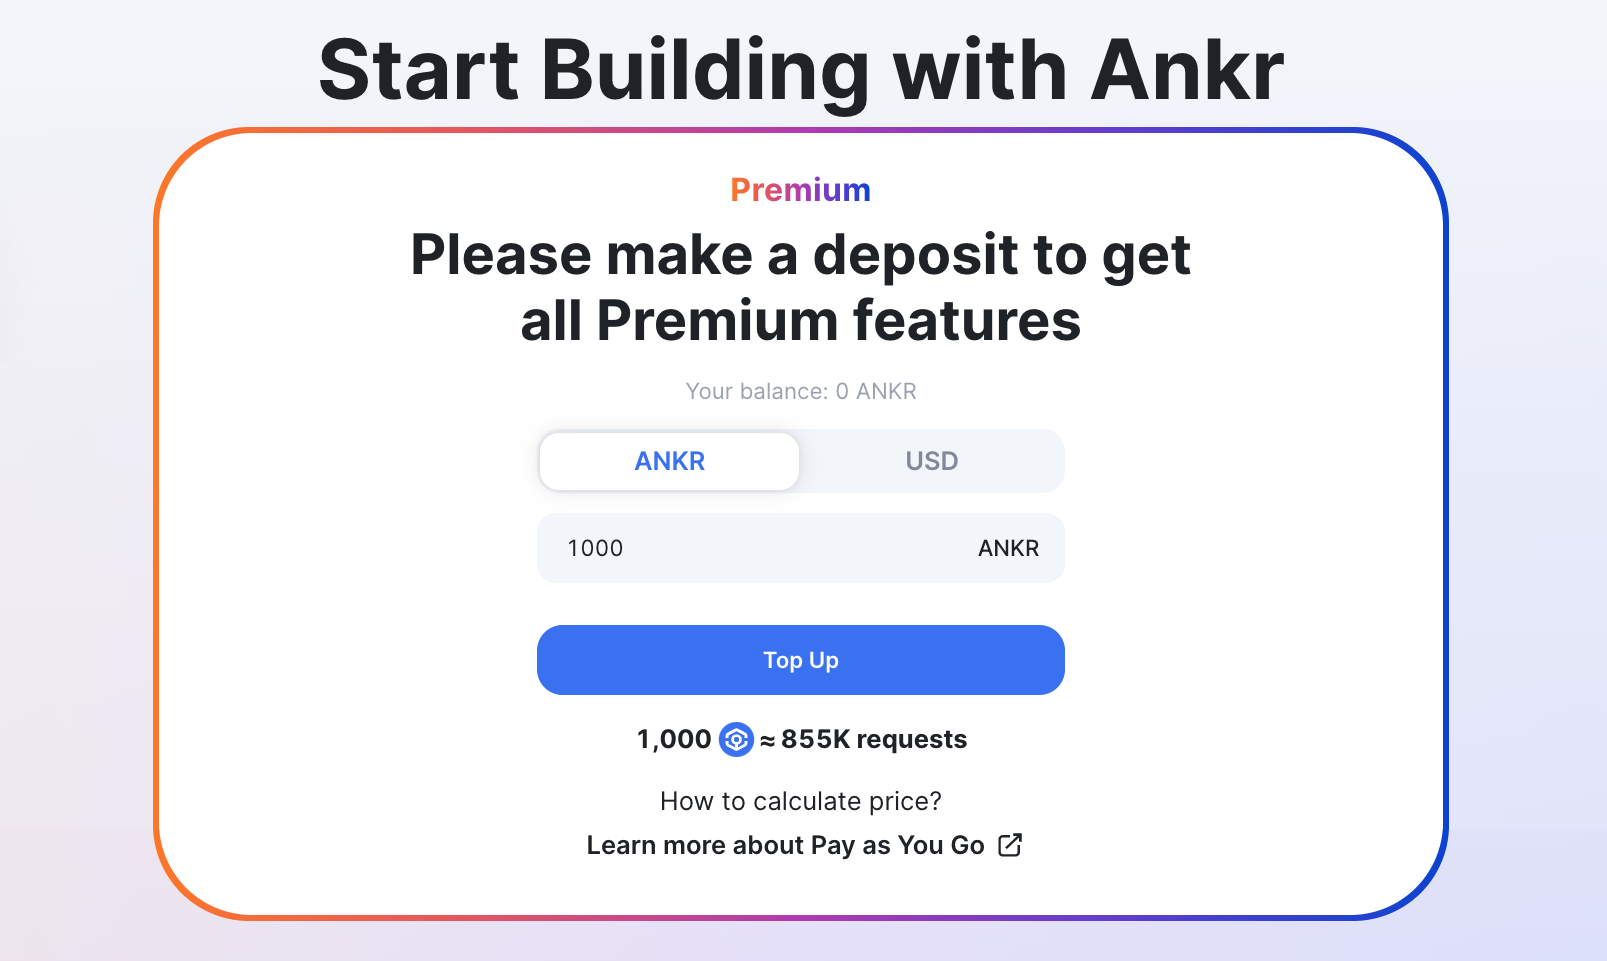 Start Building with Ankr
Premium
Please make a deposit to get
all Premium features
Your balance: 0 ANKR
ANKR USD
1000 ANKR
Top Up
1,000 ≈ 855K requests
How to calculate price?
Learn more about Pay as You Go